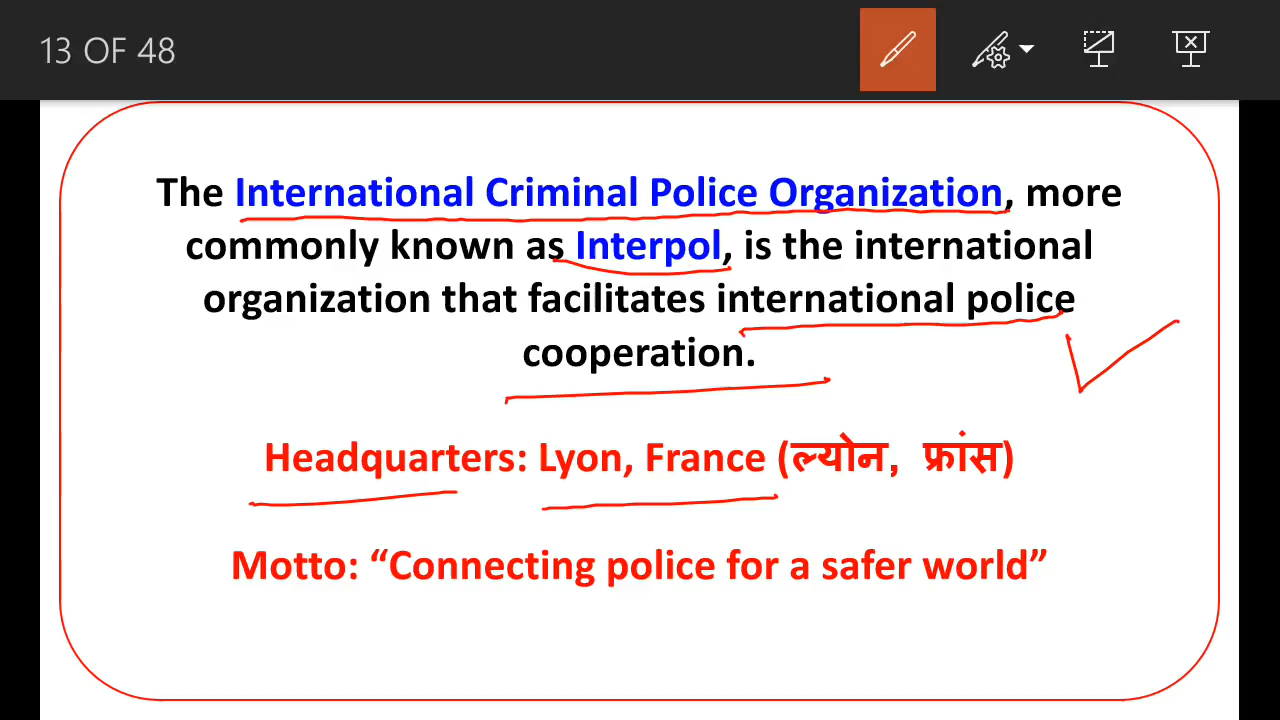 13 OF 48
The International Criminal Police Organization, more
commonly known as Interpol, is the international
organization that facilitates international police
cooperation.
Headquarters: Lyon, France (ल्योन, फ्रांस)
Motto: “Connecting police for a safer world”